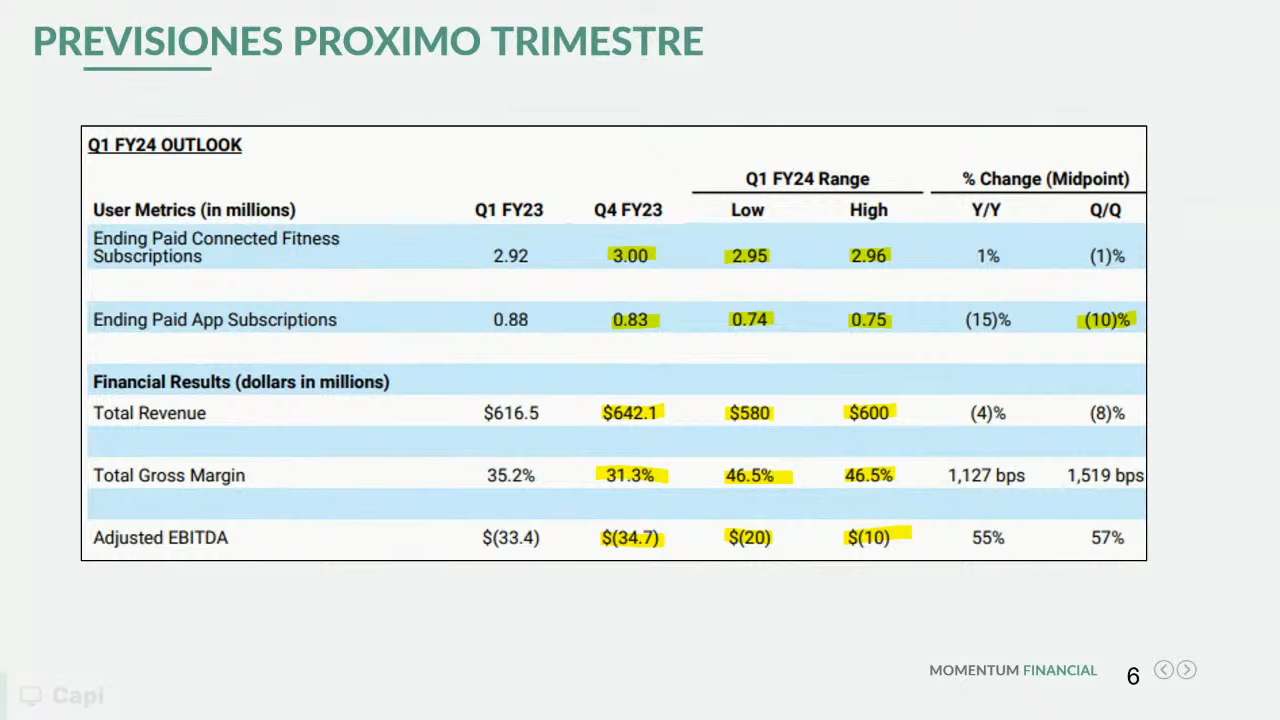 PREVISIONES PROXIMO TRIMESTRE
Q1 FY24 OUTLOOK
Q1 FY24 Range % Change (Midpoint)
User Metrics (in millions) Q1 FY23 Q4 FY23 Low High Y/Y Q/Q
Ending Paid Connected Fitness
Subscriptions 2.92 3.00 2.95 2.96 1% (1)%
Ending Paid App Subscriptions 0.88 0.83 0.74 0.75 (15)% (10)%
Financial Results (dollars in millions)
Total Revenue $616.5 $642.1 $580 $600 (4)% (8)%
Total Gross Margin 35.2% 31.3% 46.5% 46.5% 1,127 bps 1,519 bps
Adjusted EBITDA $(33.4) $(34.7) $(20) $(10) 55% 57%
MOMENTUM FINANCIAL 6
Capi